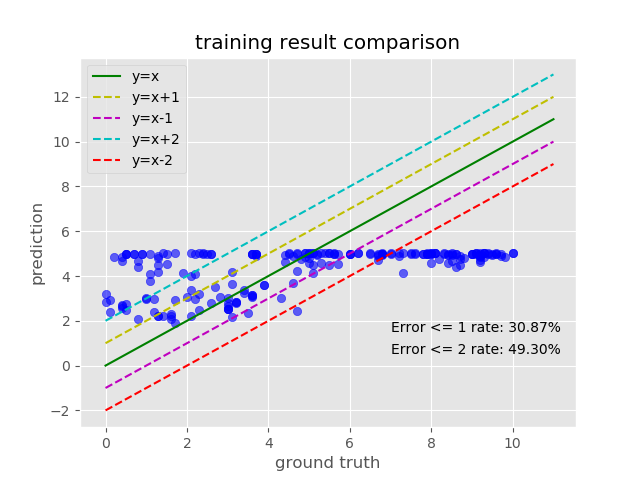 training result comparison
y=x
y=x+1
y=x-1
y=x+2
y=x-2
12
10
8
6
4
2
0
−2
prediction
Error <= 1 rate: 30.87%
Error <= 2 rate: 49.30%
0 2 4 6 8 10
ground truth